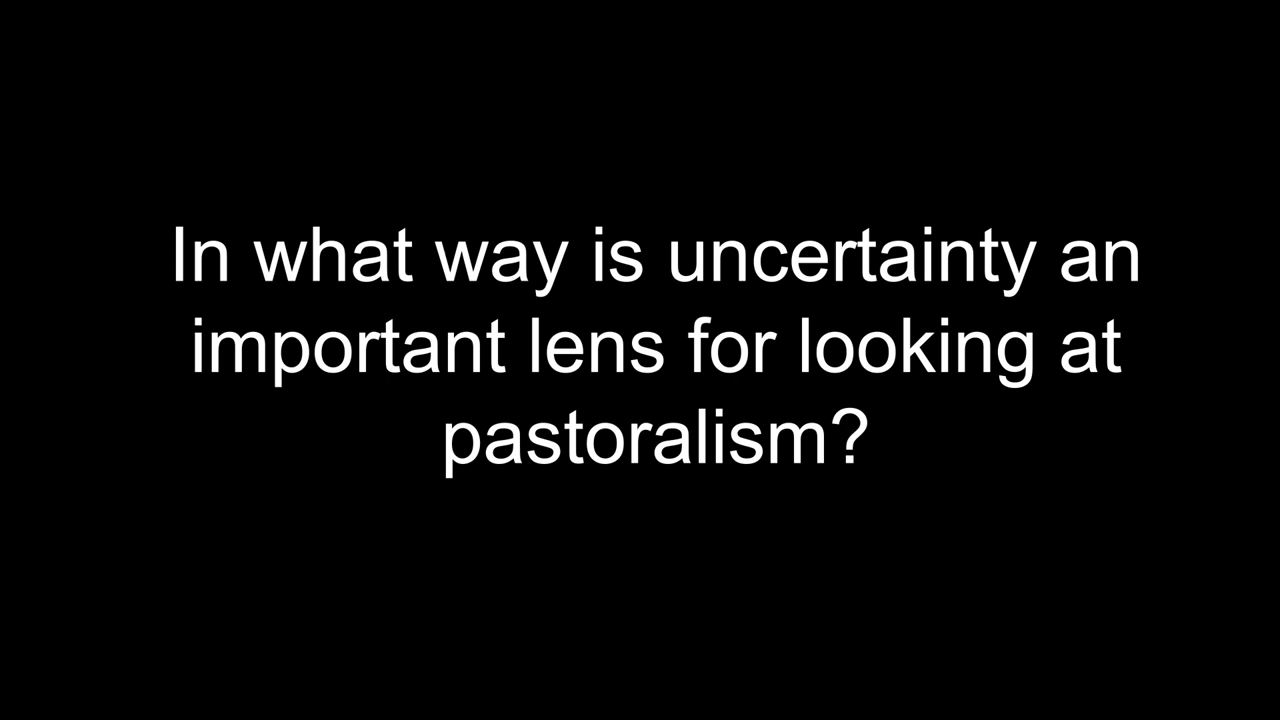 In what way is uncertainty an
important lens for looking at
pastoralism?